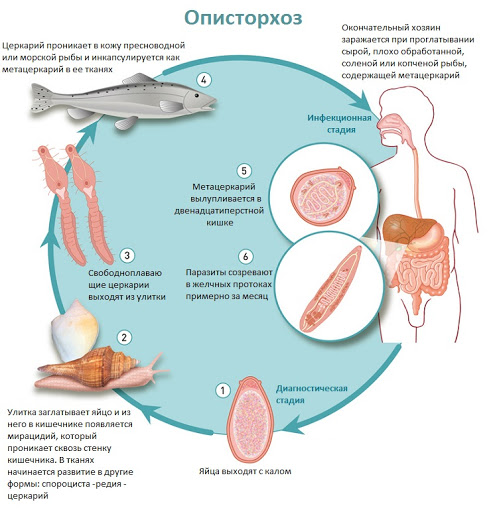 Описторхоз
Церкарий проникает в кожу пресноводной
или морской рыбы и инкапсулируется как
метацеркарий в ее тканях
4
Окончательный хозяин
заражается при проглатывании
сырой, плохо обработанной,
соленой или копченой рыбы,
содержащей метацеркарий
Инфекционная
стадия
5
Метацеркарий
вылупливается в
двенадцатиперстной
кишке
6
Паразиты созревают
в желчных протоках
примерно за месяц
3
Свободноплаваю
щие церкарии
выходят из улитки
2
Улитка заглатывает яйцо и из
него в кишечнике появляется
мирацидий, который
проникает сквозь стенку
кишечника. В тканях
начинается развитие в другие
формы: спороциста -редия -
церкарий
1
Диагностическая
стадия
Яйца выходят с калом